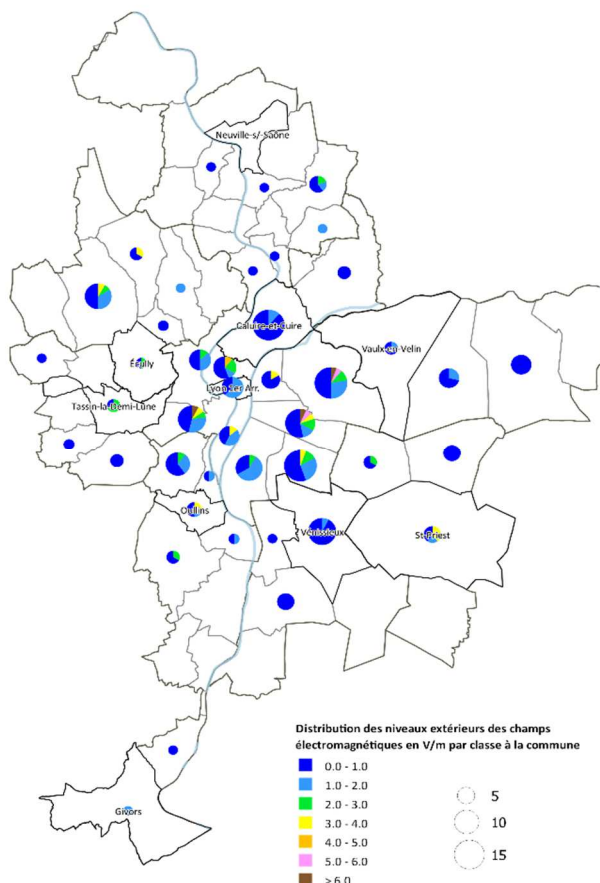 Neuville-s/-Saône
Caluire-et-Cuire
Vaulx-en-Velin
Écully
Lyon 1er Arr.
Tassin-la-Demi-Lune
Oullins
Vénissieux
St-Priest
Givors
Distribution des niveaux extérieurs des champs
électromagnétiques en V/m par classe à la commune
0.0 - 1.0
1.0 - 2.0
2.0 - 3.0
3.0 - 4.0
4.0 - 5.0
5.0 - 6.0
> 6.0
5
10
15